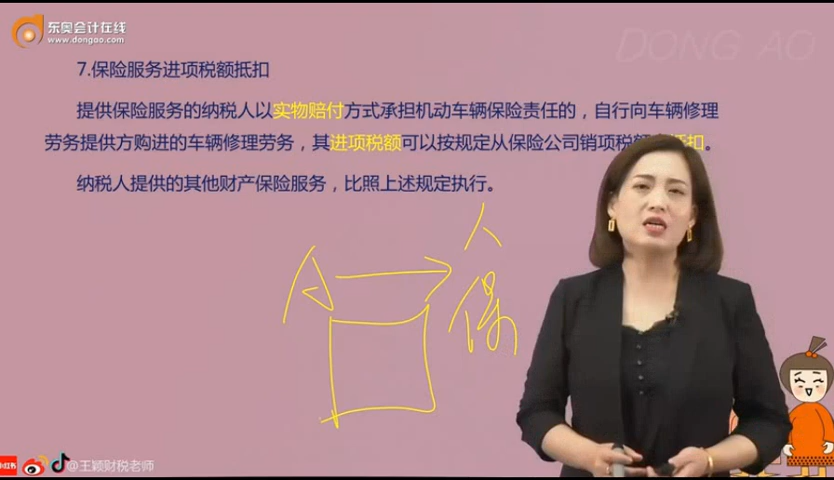 东奥会计在线
www.dongao.com
DONG AO
7.保险服务进项税额抵扣
提供保险服务的纳税人以实物赔付方式承担机动车辆保险责任的，自行向车辆修理
劳务提供方购进的车辆修理劳务，其进项税额可以按规定从保险公司销项税额
抵扣。
纳税人提供的其他财产保险服务，比照上述规定执行。
A
人
保
小红书
@王颖财税老师